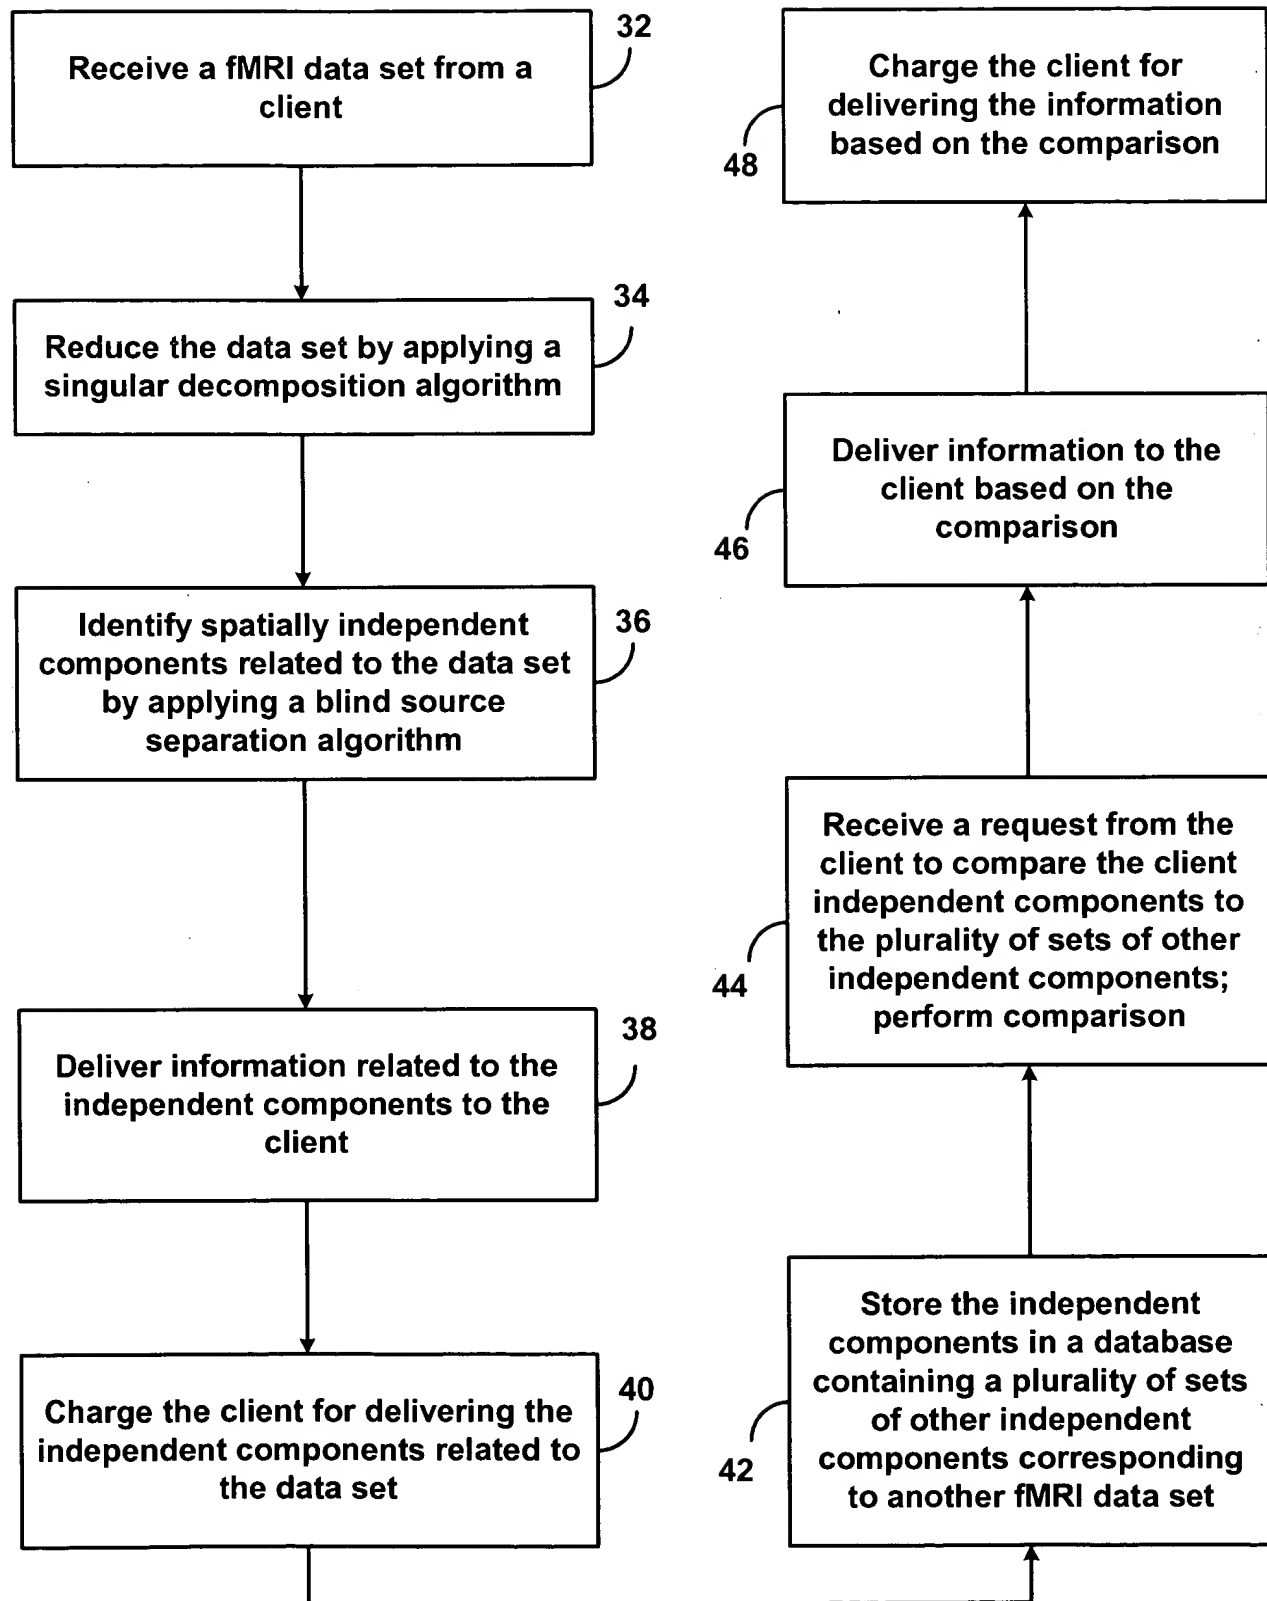 Receive a fMRI data set from a
client
32
Reduce the data set by applying a
singular decomposition algorithm
34
Identify spatially independent
components related to the data set
by applying a blind source
separation algorithm
36
Deliver information related to the
independent components to the
client
38
Charge the client for delivering the
independent components related to
the data set
40
Store the independent
components in a database
containing a plurality of sets
of other independent
components corresponding
to another fMRI data set
42
Receive a request from the
client to compare the client
independent components to
the plurality of sets of other
independent components;
perform comparison
44
Deliver information to the
client based on the
comparison
46
Charge the client for
delivering the information
based on the comparison
48